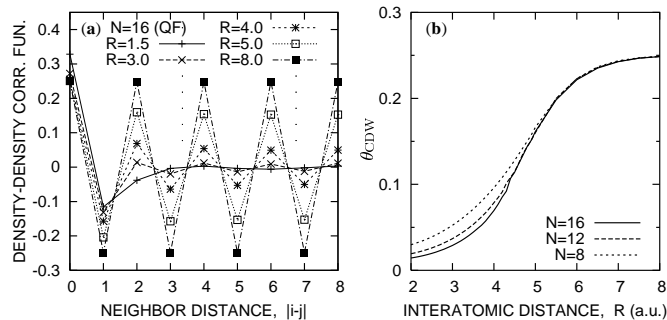 DENSITY-DENSITY CORR. FUN.
0.4
0.3
0.2
0.1
0
-0.1
-0.2
-0.3
(a) N=16 (QF)
R=1.5
R=3.0
R=4.0
R=5.0
R=8.0
0 1 2 3 4 5 6 7 8
NEIGHBOR DISTANCE, |i-j|
θCDW
0.3
0.2
0.1
0
(b)
N=16
N=12
N=8
2 3 4 5 6 7 8
INTERATOMIC DISTANCE, R (a.u.)